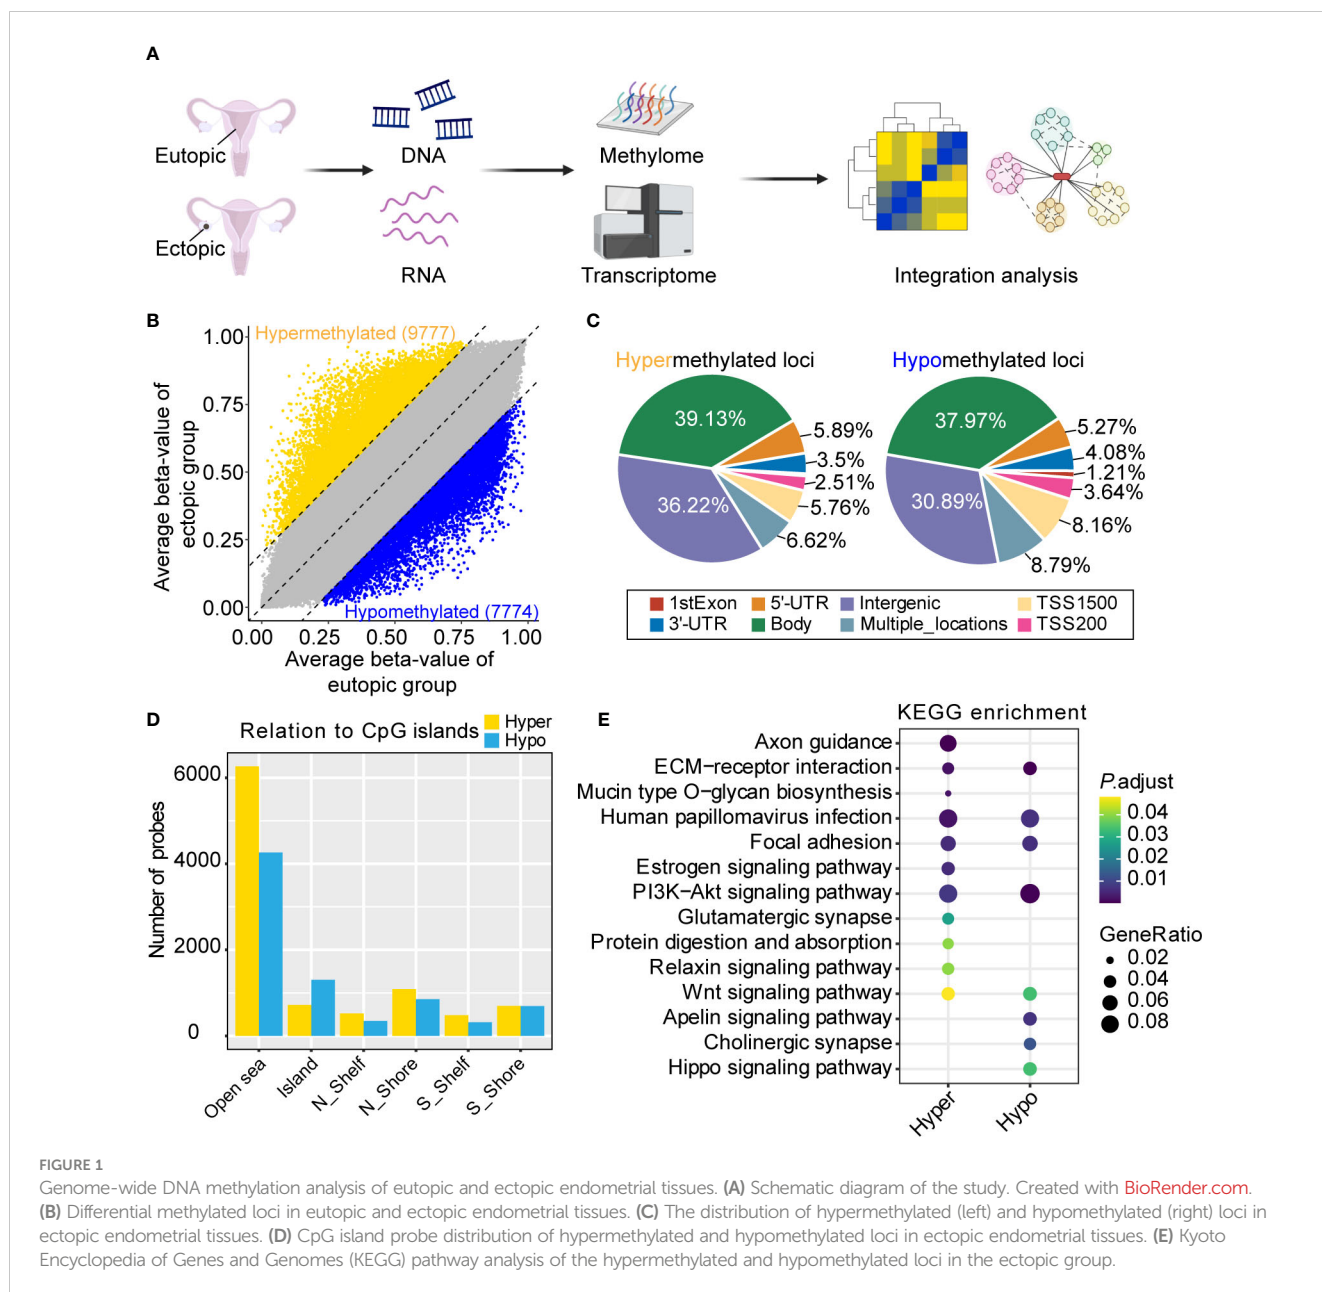 A
Eutopic
Ectopic
DNA
RNA
Methylome
Transcriptome
Integration analysis
B
Hypermethylated (9777)
Hypomethylated (7774)
1.00
0.75
0.50
0.25
0.00
0.00 0.25 0.50 0.75 1.00
Average beta-value of
ectopic group
Average beta-value of
eutopic group
C
Hypermethylated loci
39.13%
5.89%
3.5%
2.51%
5.76%
6.62%
36.22%
Hypomethylated loci
37.97%
5.27%
4.08%
1.21%
3.64%
8.16%
8.79%
30.89%
1stExon 5'-UTR Intergenic TSS1500
3'-UTR Body Multiple_locations TSS200
D
Relation to CpG islands
Hyper
Hypo
Number of probes
6000
4000
2000
0
Open sea
Island
N_Shelf
N_Shore
S_Shelf
S_Shore
E
KEGG enrichment
Axon guidance
ECM−receptor interaction
Mucin type O−glycan biosynthesis
Human papillomavirus infection
Focal adhesion
Estrogen signaling pathway
PI3K−Akt signaling pathway
Glutamatergic synapse
Protein digestion and absorption
Relaxin signaling pathway
Wnt signaling pathway
Apelin signaling pathway
Cholinergic synapse
Hippo signaling pathway
Hyper
Hypo
P.adjust
0.04
0.03
0.02
0.01
GeneRatio
0.02
0.04
0.06
0.08
FIGURE 1
Genome-wide DNA methylation analysis of eutopic and ectopic endometrial tissues. (A) Schematic diagram of the study. Created with BioRender.com.
(B) Differential methylated loci in eutopic and ectopic endometrial tissues. (C) The distribution of hypermethylated (left) and hypomethylated (right) loci in
ectopic endometrial tissues. (D) CpG island probe distribution of hypermethylated and hypomethylated loci in ectopic endometrial tissues. (E) Kyoto
Encyclopedia of Genes and Genomes (KEGG) pathway analysis of the hypermethylated and hypomethylated loci in the ectopic group.